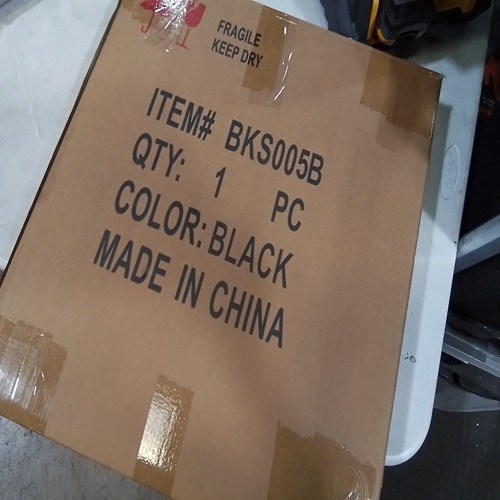 FRAGILE
KEEP DRY
ITEM# BKS005B
QTY: 1 PC
COLOR: BLACK
MADE IN CHINA